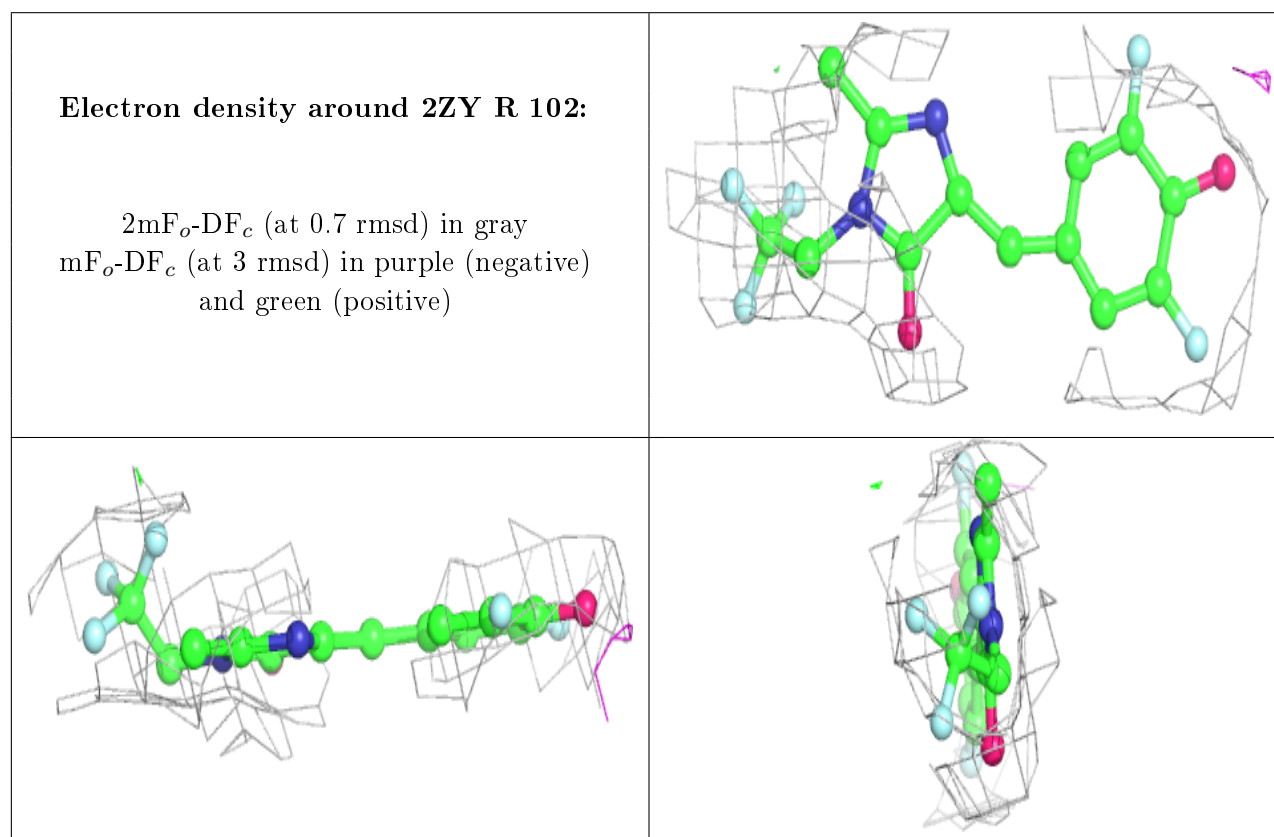 Electron density around 2ZY R 102:
2mFₒ-DF𝒸 (at 0.7 rmsd) in gray
mFₒ-DF𝒸 (at 3 rmsd) in purple (negative)
and green (positive)